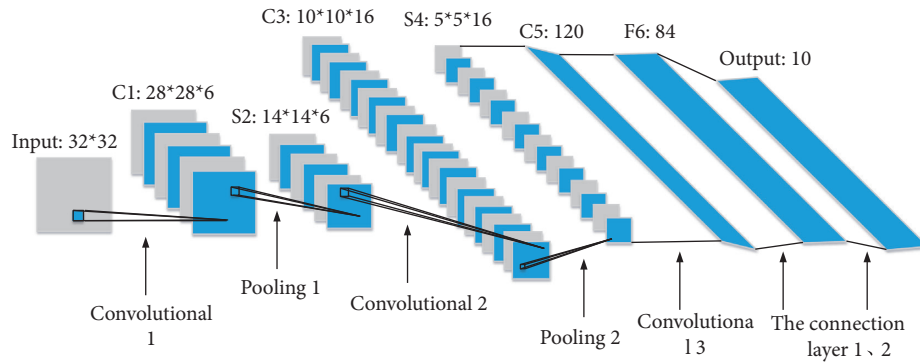 C3: 10*10*16
S4: 5*5*16
C5: 120
F6: 84
Output: 10
C1: 28*28*6
S2: 14*14*6
Input: 32*32
Convolutional
1
Pooling 1
Convolutional 2
Pooling 2
Convolutiona
l 3
The connection
layer 1、2